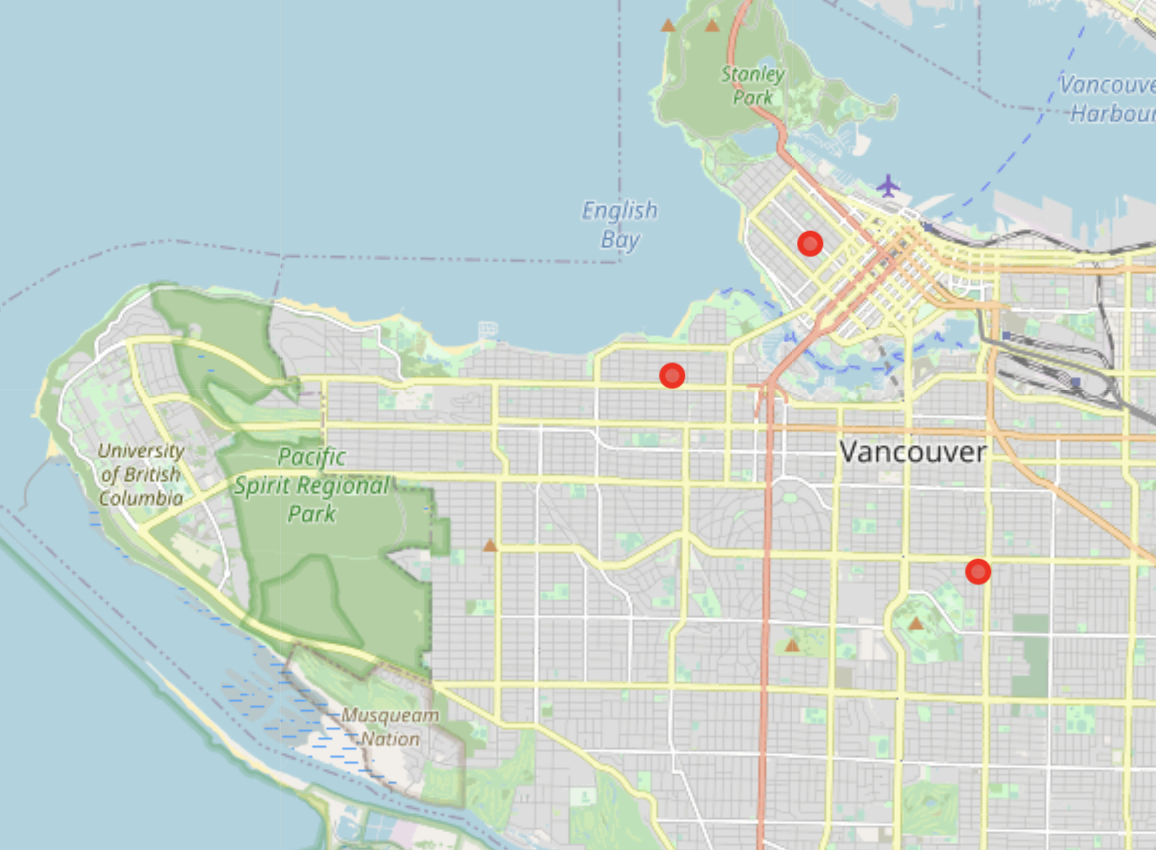 Stanley
Park
Vancouve
Harbour
English
Bay
University
of British
Columbia
Pacific
Spirit Regional
Park
Vancouver
Musqueam
Nation